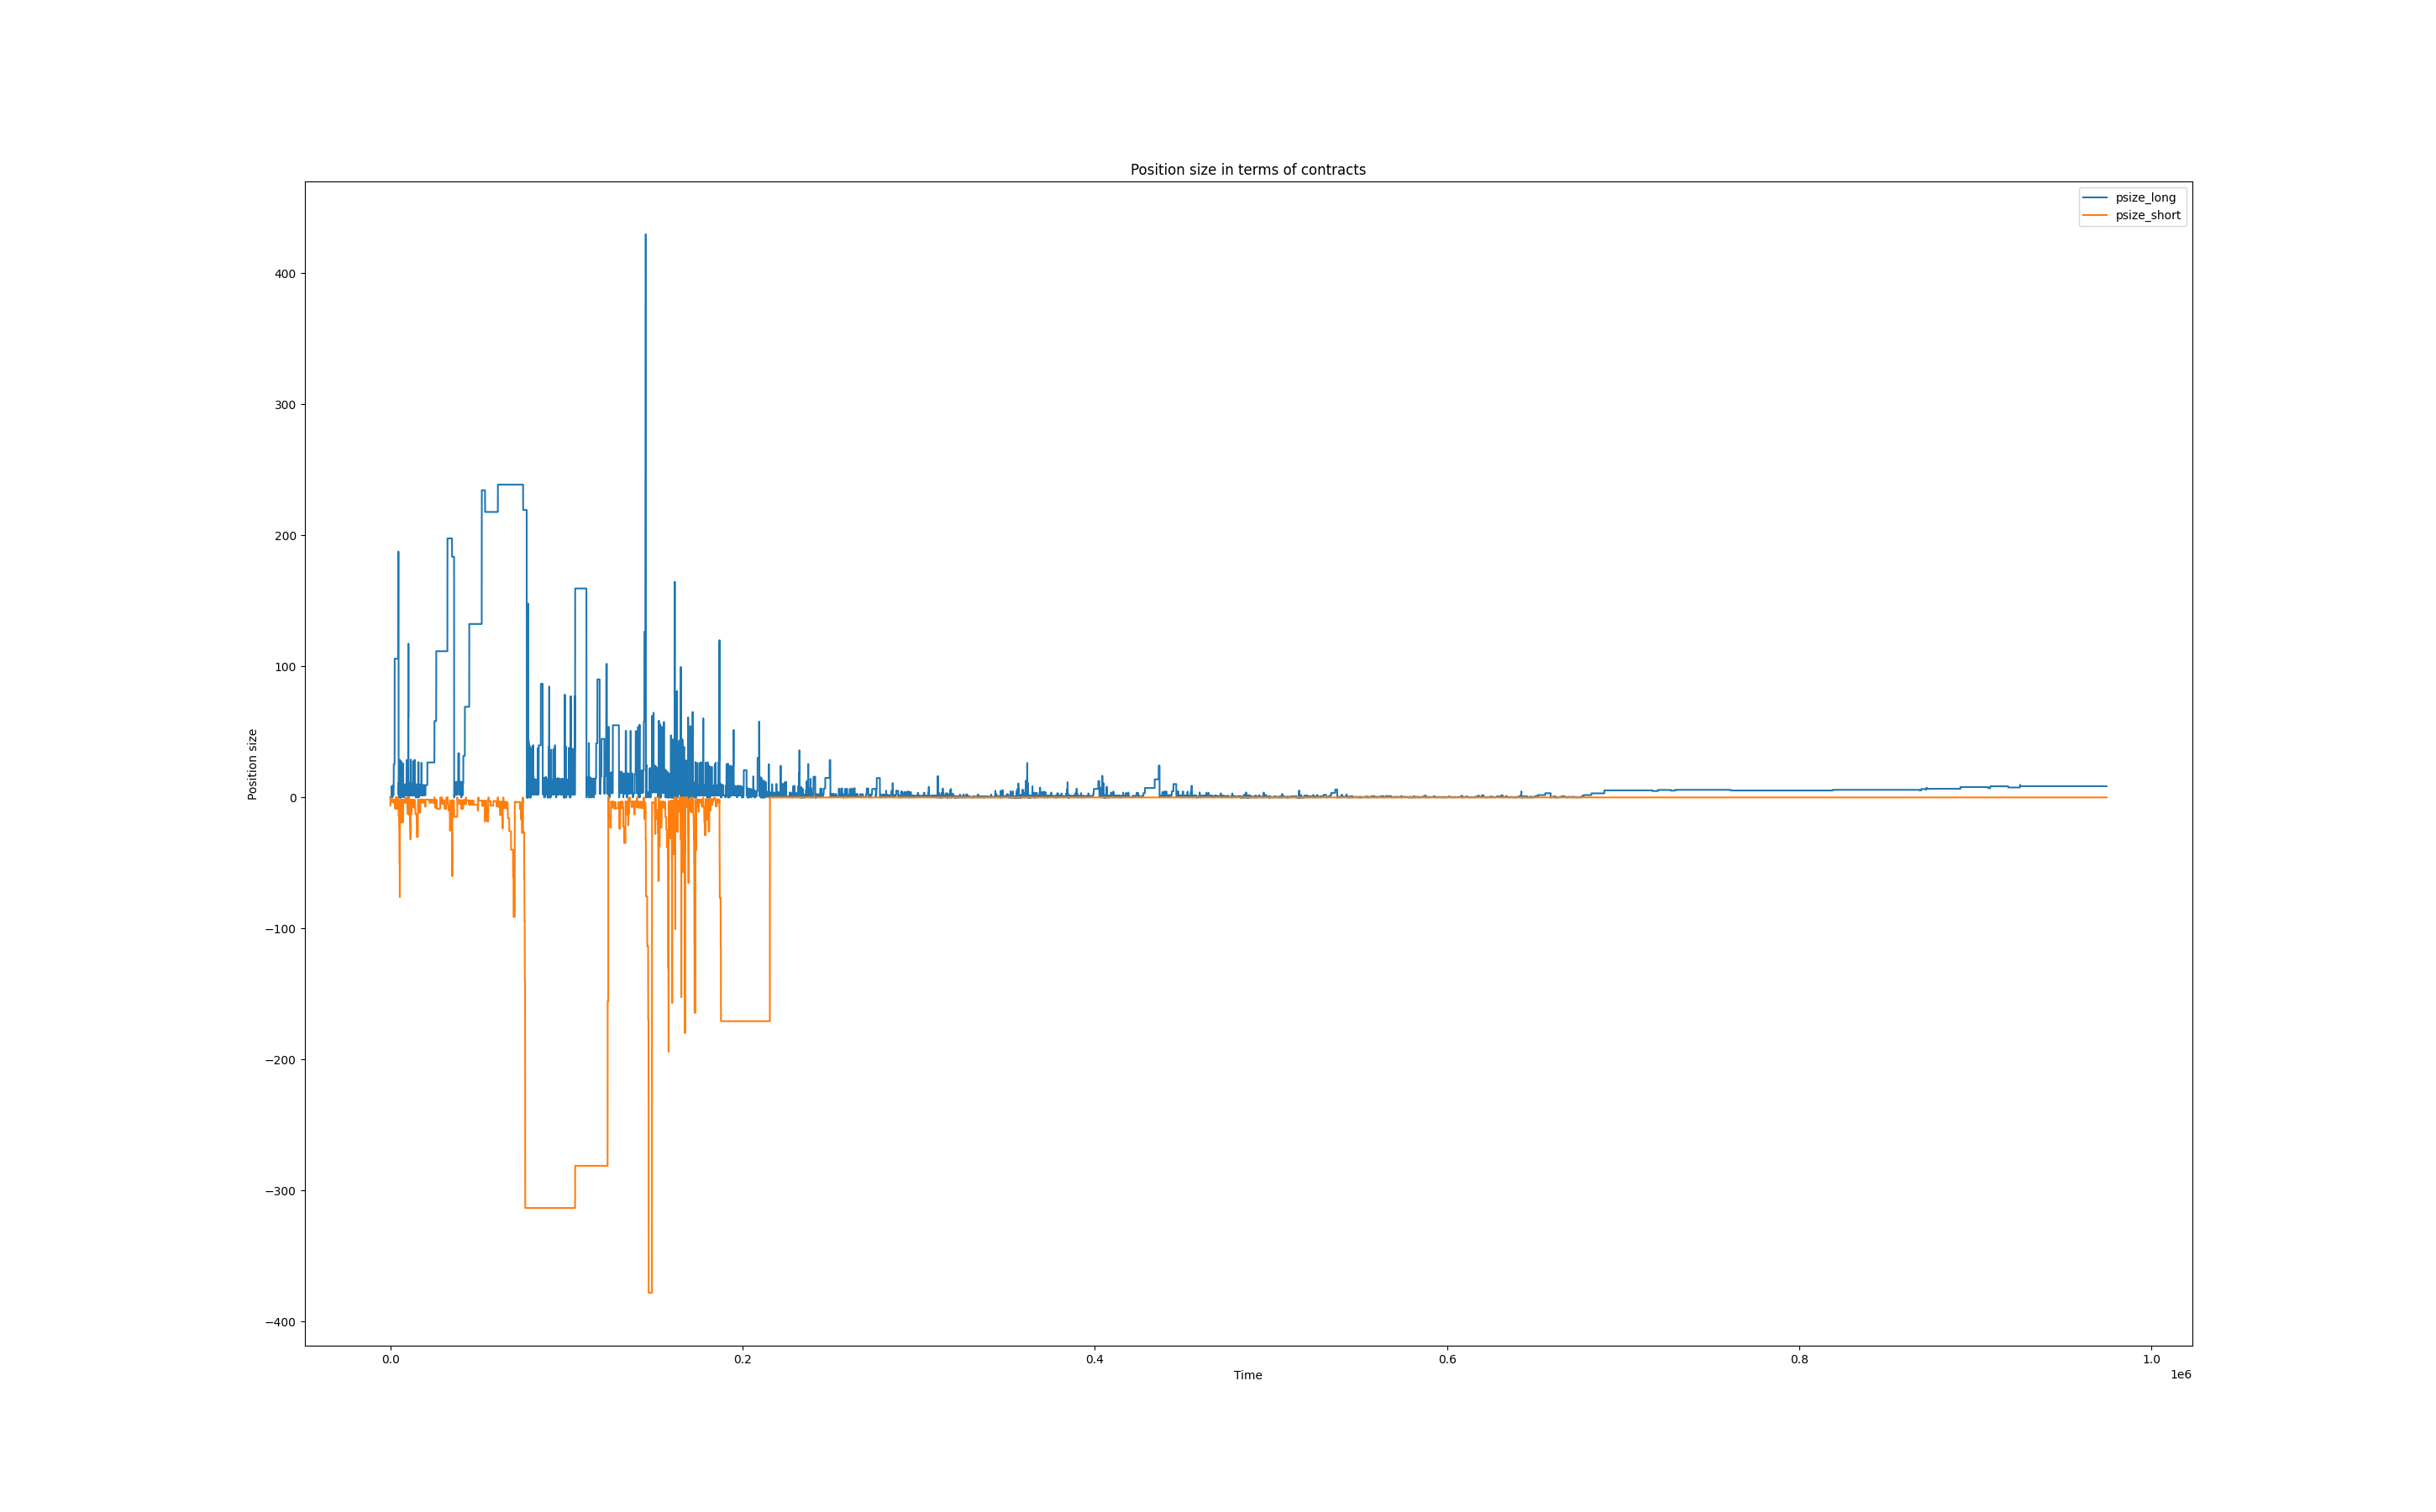 Position size in terms of contracts
psize_long
psize_short
Position size
400
300
200
100
0
−100
−200
−300
−400
0.0
0.2
0.4
0.6
0.8
1.0
Time
1e6